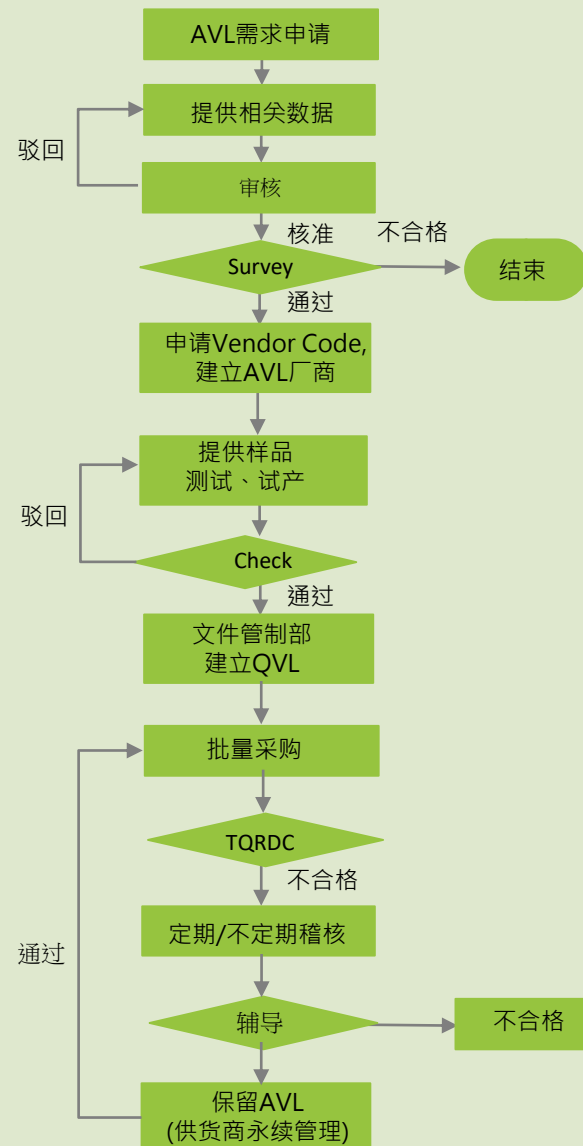 AVL需求申请
提供相关数据
驳回
审核
核准
不合格
Survey
结束
通过
申请Vendor Code,
建立AVL厂商
提供样品
测试、试产
驳回
Check
通过
文件管制部
建立QVL
批量采购
TQRDC
不合格
定期/不定期稽核
通过
辅导
不合格
保留AVL
(供货商永续管理)